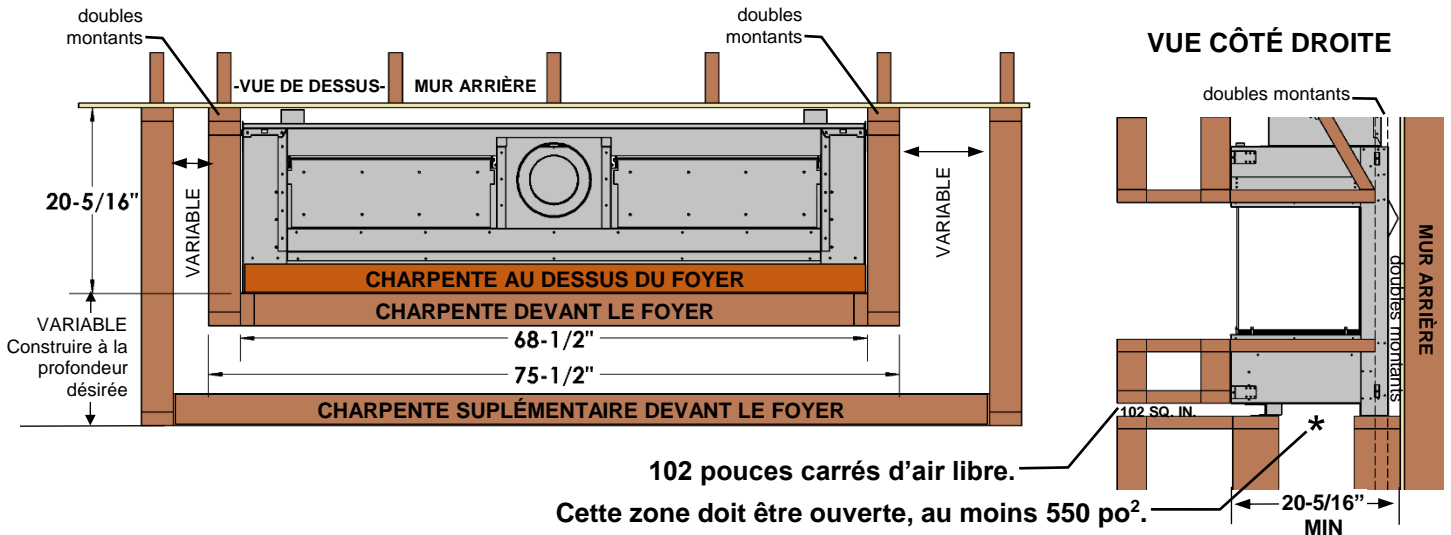 doubles
montants
doubles
montants
-VUE DE DESSUS-
MUR ARRIÈRE
20-5/16"
VARIABLE
VARIABLE
CHARPENTE AU DESSUS DU FOYER
CHARPENTE DEVANT LE FOYER
68-1/2"
75-1/2"
VARIABLE
Construire à la
profondeur
désirée
CHARPENTE SUPLÉMENTAIRE DEVANT LE FOYER
VUE CÔTÉ DROITE
doubles montants
doubles montants
MUR ARRIÈRE
102 SQ. IN.
*
102 pouces carrés d’air libre.
Cette zone doit être ouverte, au moins 550 po².
20-5/16”
MIN